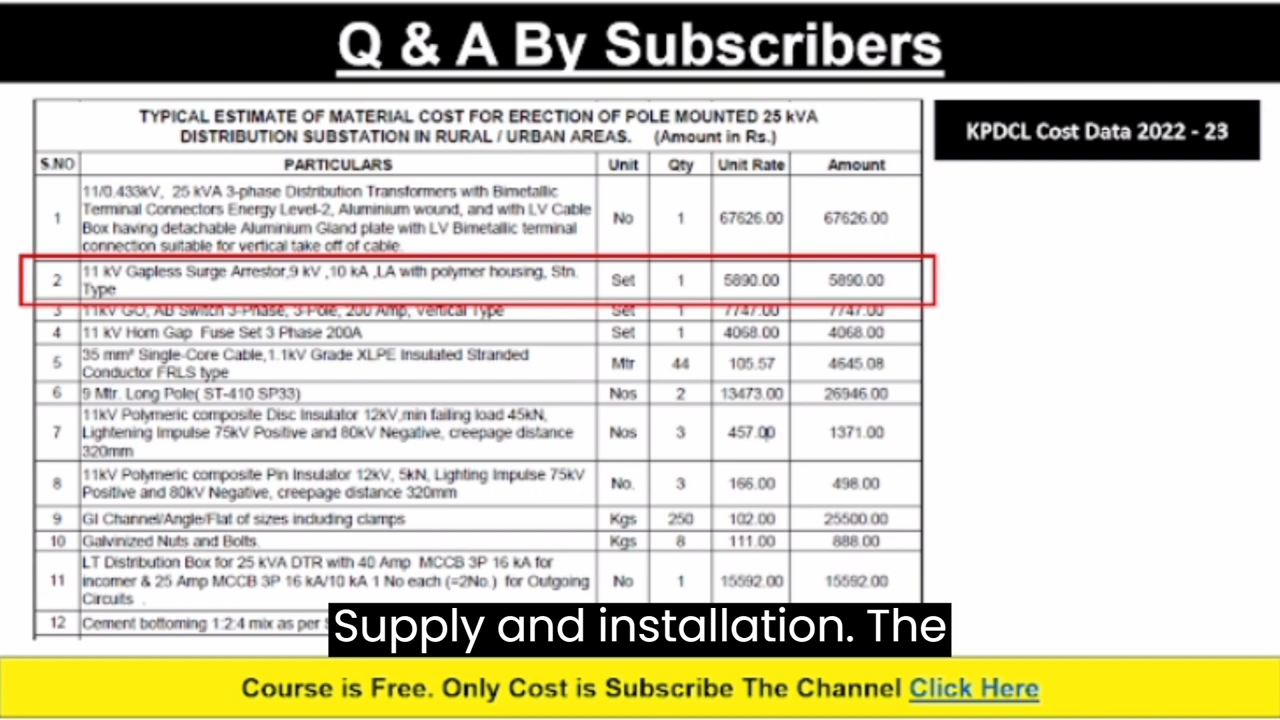 Q & A By Subscribers
TYPICAL ESTIMATE OF MATERIAL COST FOR ERECTION OF POLE MOUNTED 25 kVA
DISTRIBUTION SUBSTATION IN RURAL / URBAN AREAS. (Amount in Rs.)
KPDCL Cost Data 2022 - 23
S.NO PARTICULARS Unit Qty Unit Rate Amount
11/0.433kV, 25 kVA 3-phase Distribution Transformers with Bimetallic
Terminal Connectors Energy Level-2, Aluminium wound, and with LV Cable
1 No 1 67626.00 67626.00
Box having detachable Aluminium Gland plate with LV Bimetallic terminal
connection suitable for vertical take off of cable.
11 kV Gapless Surge Arrestor,9 kV ,10 kA ,LA with polymer housing, Stn.
2 Set 1 5890.00 5890.00
Type
3 11kV GO, AB Switch 3-Phase, 3-Pole, 200 Amp, Vertical Type Set 1 7747.00 7747.00
4 11 kV Horn Gap Fuse Set 3 Phase 200A Set 1 4068.00 4068.00
35 mm² Single-Core Cable,1.1kV Grade XLPE Insulated Stranded
5 Mtr 44 105.57 4645.08
Conductor FRLS type
6 9 Mtr. Long Pole( ST-410 SP33) Nos 2 13473.00 26946.00
11kV Polymeric composite Disc Insulator 12kV,min failing load 45kN,
7 Lightening Impulse 75kV Positive and 80kV Negative, creepage distance Nos 3 457.00 1371.00
320mm
11kV Polymeric composite Pin Insulator 12kV, 5kN, Lighting Impulse 75kV
8 No. 3 166.00 498.00
Positive and 80kV Negative, creepage distance 320mm
9 GI Channel/Angle/Flat of sizes including clamps Kgs 250 102.00 25500.00
10 Galvinized Nuts and Bolts. Kgs 8 111.00 888.00
LT Distribution Box for 25 kVA DTR with 40 Amp MCCB 3P 16 kA for
11 incomer & 25 Amp MCCB 3P 16 kA/10 kA 1 No each (=2No.) for Outgoing No 1 15592.00 15592.00
Circuits .
12 Cement bottoming 1:2:4 mix as per
Supply and installation. The
Course is Free. Only Cost is Subscribe The Channel Click Here